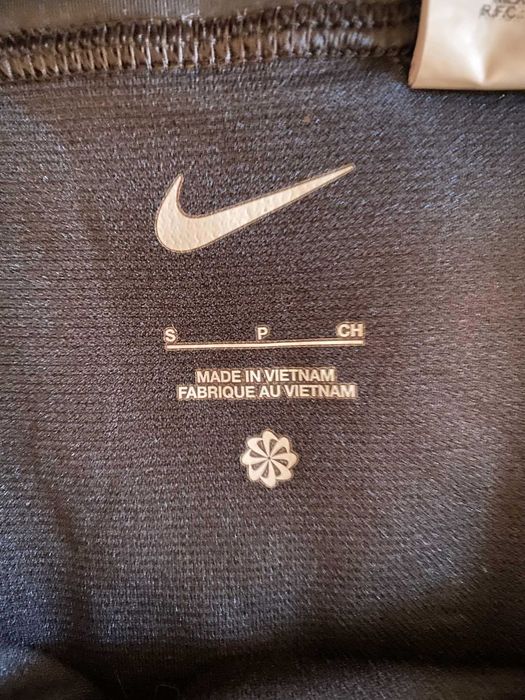 R.F.C.
S P CH
MADE IN VIETNAM
FABRIQUE AU VIETNAM